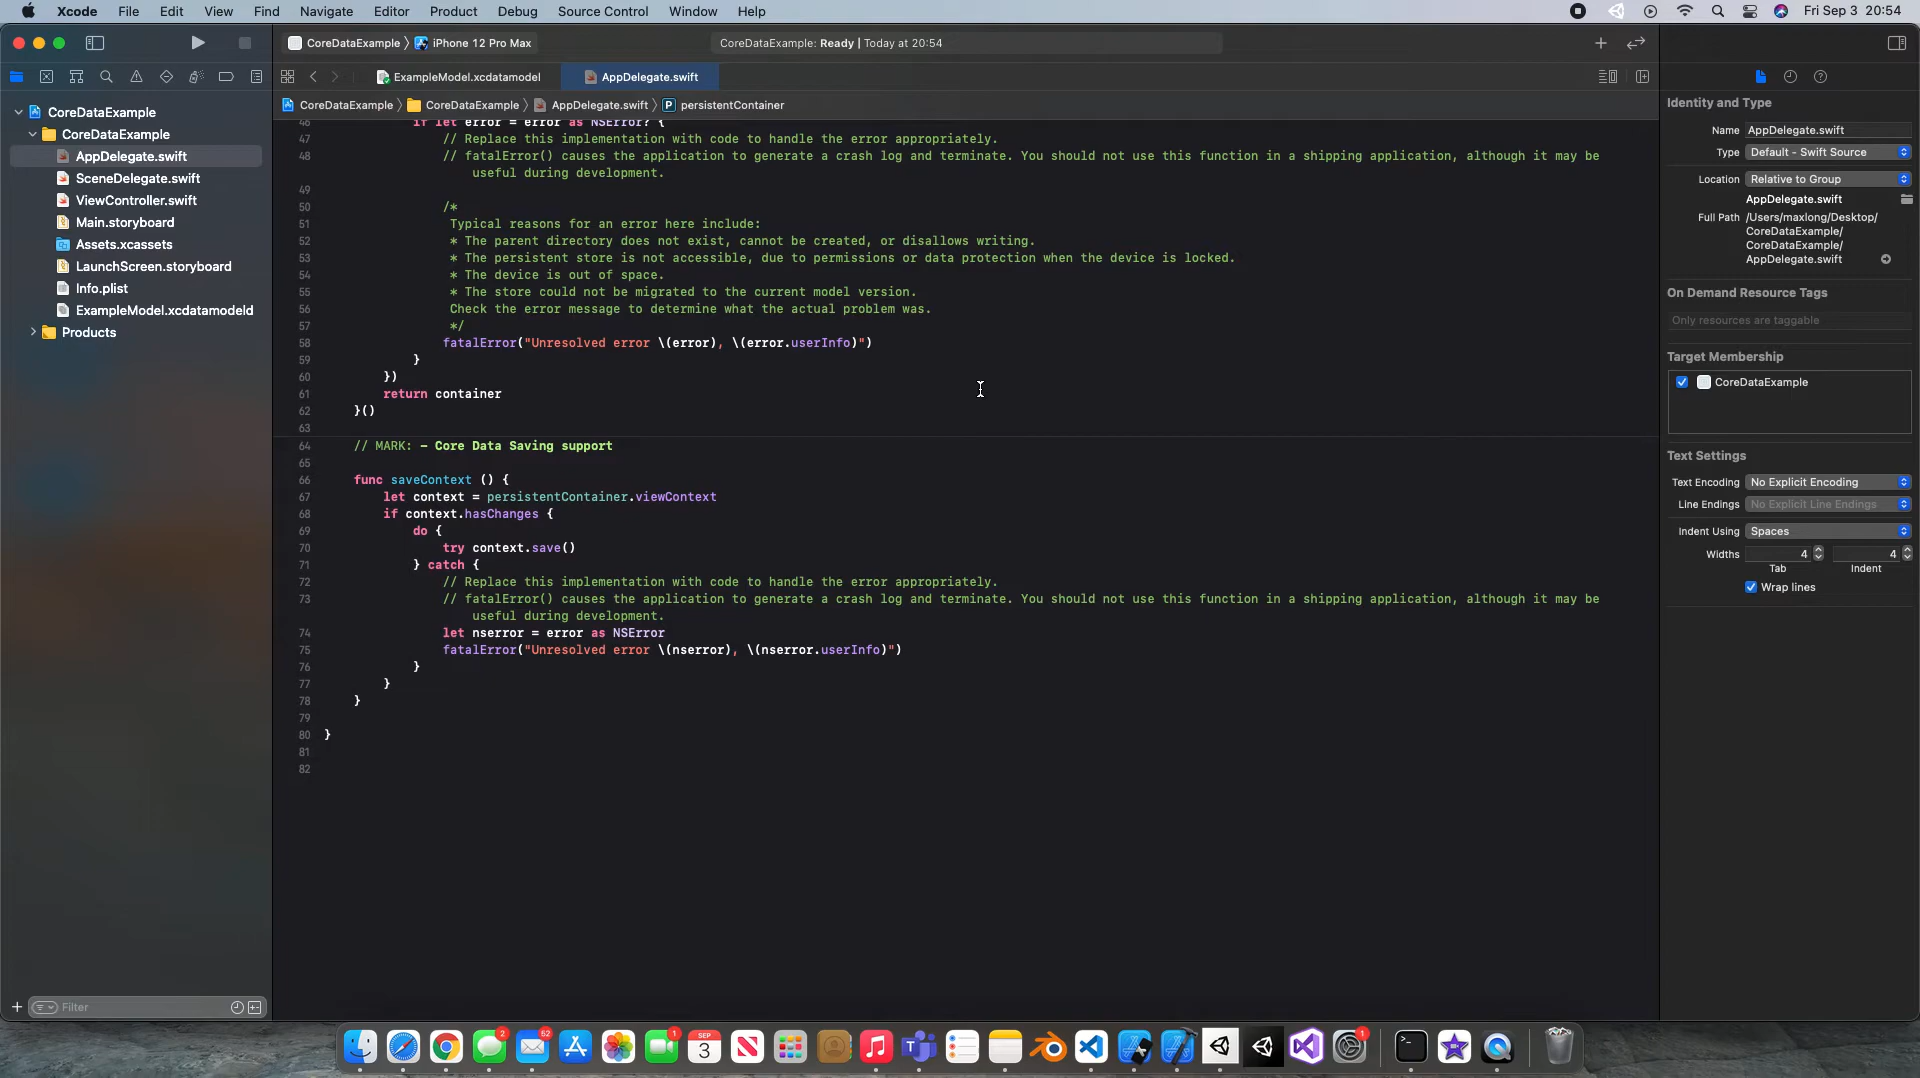 Xcode File Edit View Find Navigate Editor Product Debug Source Control Window Help Fri Sep 3 20:54
CoreDataExample iPhone 12 Pro Max CoreDataExample: Ready | Today at 20:54
ExampleModel.xcdatamodel AppDelegate.swift
CoreDataExample CoreDataExample AppDelegate.swift P persistentContainer
CoreDataExample
CoreDataExample
AppDelegate.swift
SceneDelegate.swift
ViewController.swift
Main.storyboard
Assets.xcassets
LaunchScreen.storyboard
Info.plist
ExampleModel.xcdatamodeld
Products
Filter
46 if let error = error as NSError? {
47 // Replace this implementation with code to handle the error appropriately.
48 // fatalError() causes the application to generate a crash log and terminate. You should not use this function in a shipping application, although it may be
useful during development.
49
50 /*
51 Typical reasons for an error here include:
52 * The parent directory does not exist, cannot be created, or disallows writing.
53 * The persistent store is not accessible, due to permissions or data protection when the device is locked.
54 * The device is out of space.
55 * The store could not be migrated to the current model version.
56 Check the error message to determine what the actual problem was.
57 */
58 fatalError("Unresolved error \(error), \(error.userInfo)")
59 }
60 })
61 return container
62 }()
63
64 // MARK: - Core Data Saving support
65
66 func saveContext () {
67 let context = persistentContainer.viewContext
68 if context.hasChanges {
69 do {
70 try context.save()
71 } catch {
72 // Replace this implementation with code to handle the error appropriately.
73 // fatalError() causes the application to generate a crash log and terminate. You should not use this function in a shipping application, although it may be
useful during development.
74 let nserror = error as NSError
75 fatalError("Unresolved error \(nserror), \(nserror.userInfo)")
76 }
77 }
78 }
79
80 }
81
82
Identity and Type
Name AppDelegate.swift
Type Default - Swift Source
Location Relative to Group
AppDelegate.swift
Full Path /Users/maxlong/Desktop/
CoreDataExample/
CoreDataExample/
AppDelegate.swift
On Demand Resource Tags
Only resources are taggable
Target Membership
CoreDataExample
Text Settings
Text Encoding No Explicit Encoding
Line Endings No Explicit Line Endings
Indent Using Spaces
Widths 4 4
Tab Indent
Wrap lines
2 52 1 SEP 3 1